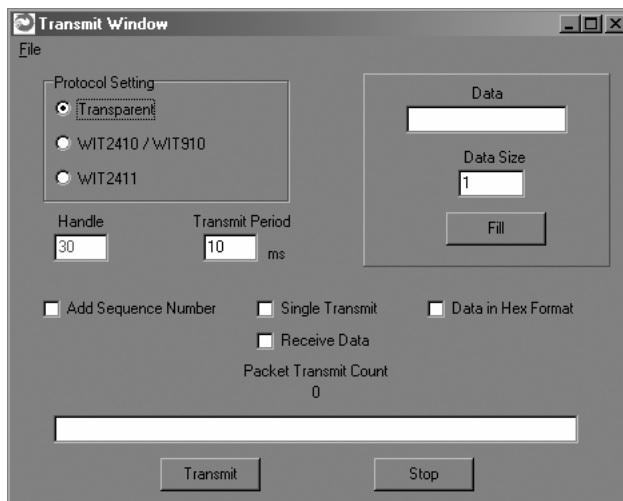 Transmit Window
File
Protocol Setting
Transparent
WIT2410 / WIT910
WIT2411
Handle
30
Transmit Period
10
ms
Data
Data Size
1
Fill
Add Sequence Number
Single Transmit
Data in Hex Format
Receive Data
Packet Transmit Count
0
Transmit
Stop